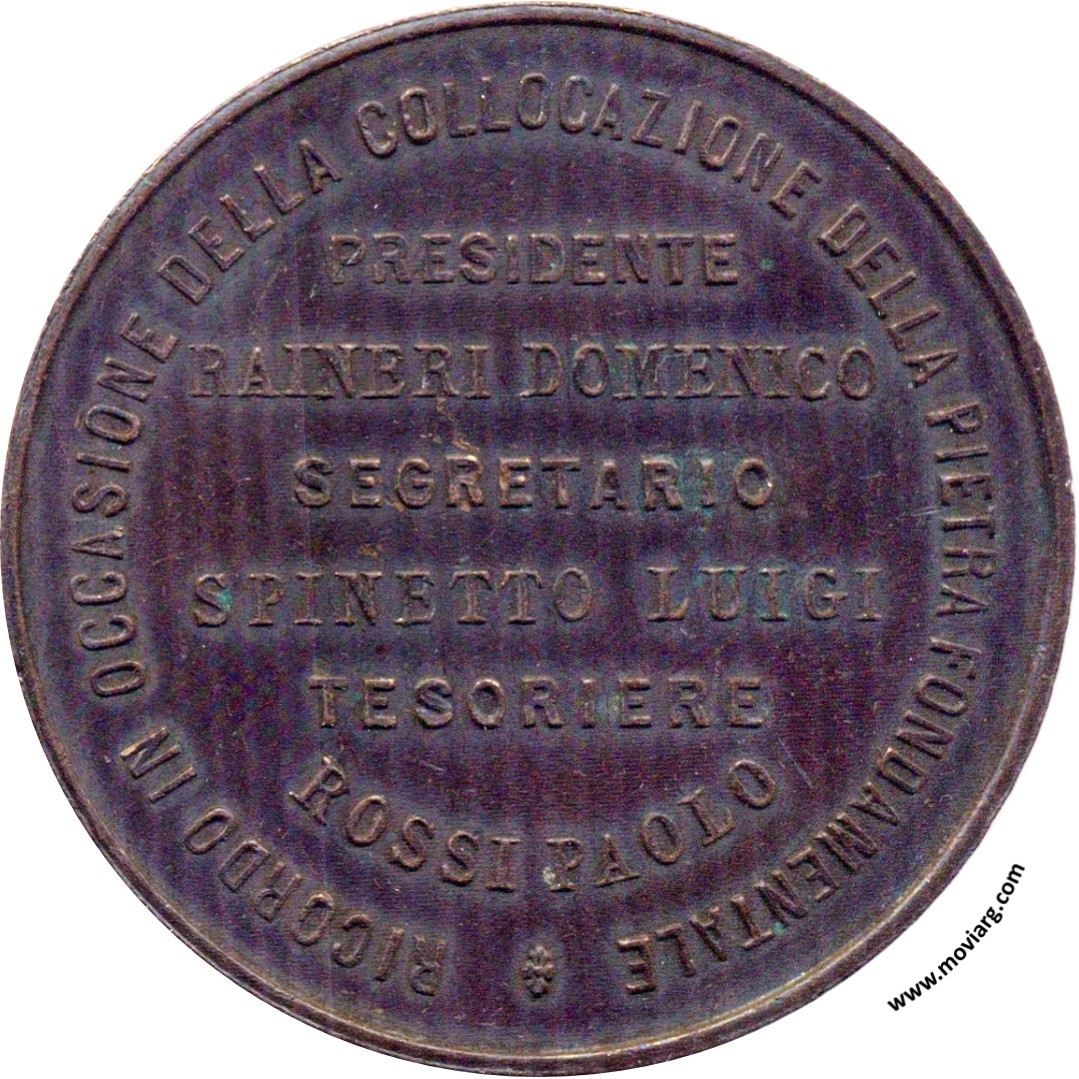 RICORDO IN OCCASIONE DELLA COLLOCAZIONE DELLA PIETRA FONDAMENTALE
PRESIDENTE
RAINERI DOMENICO
SEGRETARIO
SPINETTO LUIGI
TESORIERE
ROSSI PAOLO
www.moviarg.com